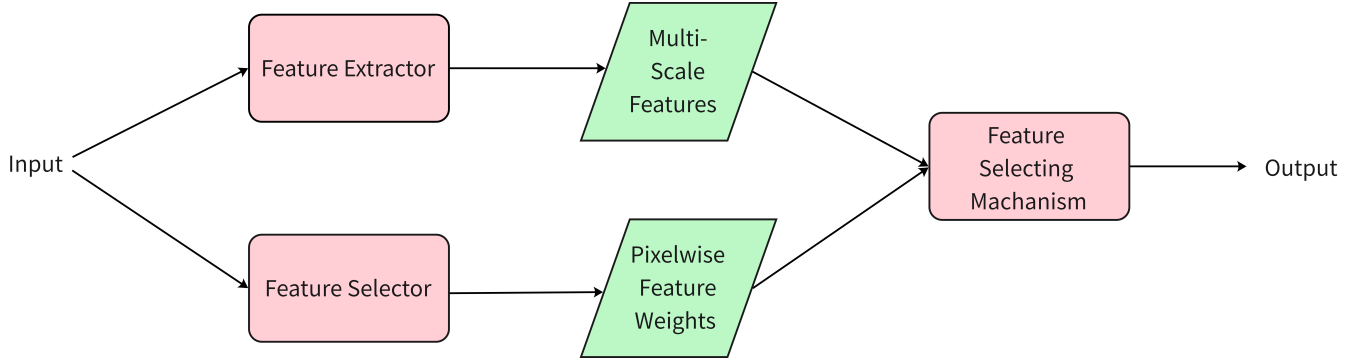 Input
Feature Extractor
Multi-
Scale
Features
Feature Selector
Pixelwise
Feature
Weights
Feature
Selecting
Machanism
Output